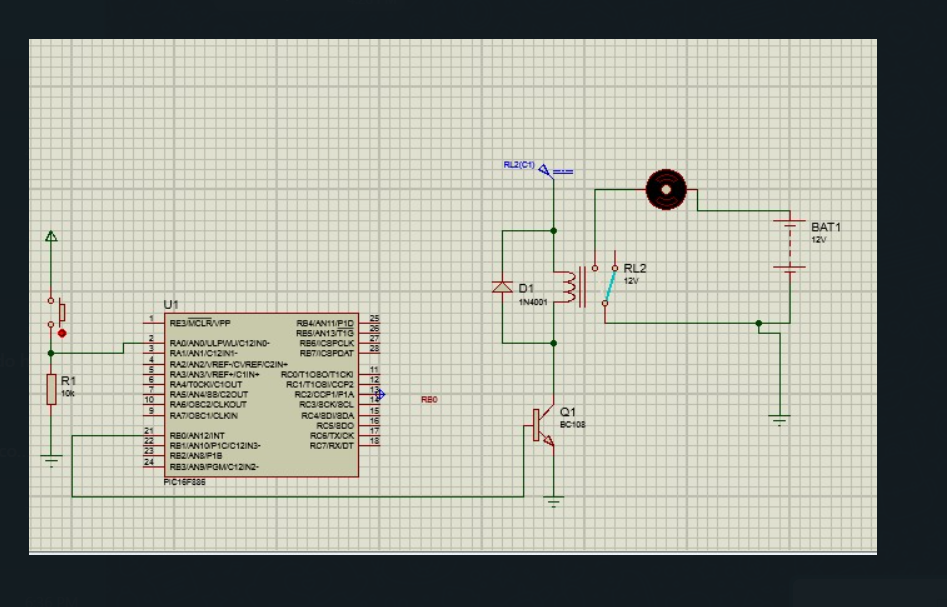 RL2(C1)
BAT1
12V
RL2
12V
D1
1N4001
U1
1 RE3/MCLR/VPP RB4/AN11/P1D 25
RB5/AN13/T1G 26
2 RA0/AN0/ULPWU/C12IN0- RB6/ICSPCLK 27
3 RA1/AN1/C12IN1- RB7/ICSPDAT 28
4 RA2/AN2/VREF-/CVREF/C2IN+
5 RA3/AN3/VREF+/C1IN+ RC0/T1OSO/T1CKI 11
6 RA4/T0CKI/C1OUT RC1/T1OSI/CCP2 12
7 RA5/AN4/SS/C2OUT RC2/CCP1/P1A 13
10 RA6/OSC2/CLKOUT RC3/SCK/SCL 14
9 RA7/OSC1/CLKIN RC4/SDI/SDA 15
RC5/SDO 16
21 RB0/AN12/INT RC6/TX/CK 17
22 RB1/AN10/P1C/C12IN3- RC7/RX/DT 18
23 RB2/AN8/P1B
24 RB3/AN9/PGM/C12IN2-
PIC16F886
R1
10k
RB0
Q1
BC108